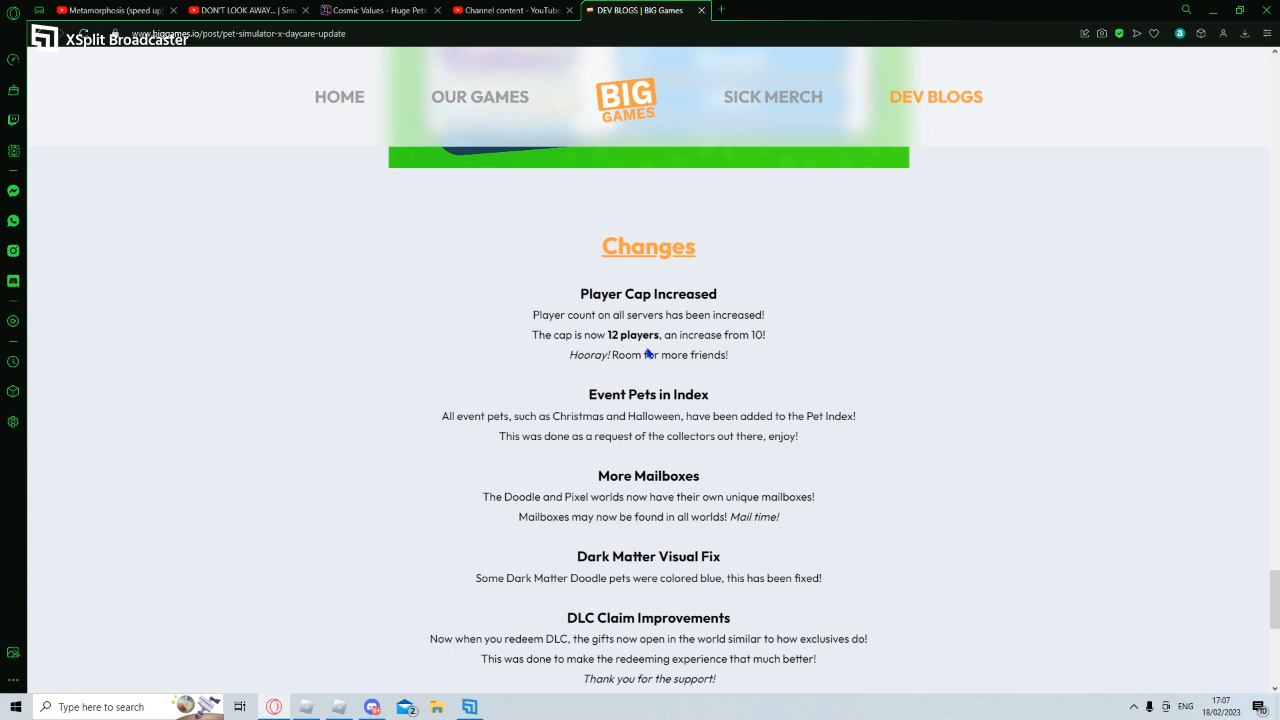 Metamorphosis (sped up)
DON'T LOOK AWAY... | Sim
Cosmic Values - Huge Pets
Channel content - YouTube
DEV BLOGS | BIG Games
XSplit Broadcaster
www.biggames.io/post/pet-simulator-x-daycare-update
HOME
OUR GAMES
BIG
GAMES
SICK MERCH
DEV BLOGS
Changes
Player Cap Increased
Player count on all servers has been increased!
The cap is now 12 players, an increase from 10!
Hooray! Room for more friends!
Event Pets in Index
All event pets, such as Christmas and Halloween, have been added to the Pet Index!
This was done as a request of the collectors out there, enjoy!
More Mailboxes
The Doodle and Pixel worlds now have their own unique mailboxes!
Mailboxes may now be found in all worlds! Mail time!
Dark Matter Visual Fix
Some Dark Matter Doodle pets were colored blue, this has been fixed!
DLC Claim Improvements
Now when you redeem DLC, the gifts now open in the world similar to how exclusives do!
This was done to make the redeeming experience that much better!
Thank you for the support!
Type here to search
2
ENG
17:07
18/02/2023
10